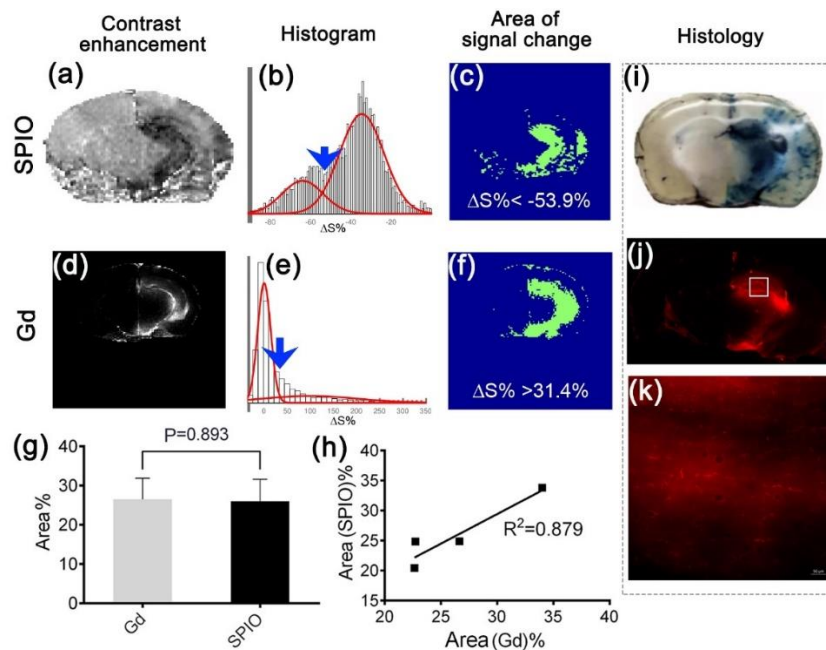 Contrast
enhancement
Histogram
Area of
signal change
Histology
SPIO
(a)
(b)
-80
-60
-40
-20
ΔS%
(c)
ΔS%< -53.9%
(i)
Gd
(d)
(e)
0
50
100
150
200
250
300
350
ΔS%
(f)
ΔS% >31.4%
(j)
(k)
(g)
P=0.893
Area %
40
30
20
10
0
Gd
SPIO
(h)
Area (SPIO)%
40
35
30
25
20
15
R²=0.879
20
25
30
35
40
Area (Gd)%